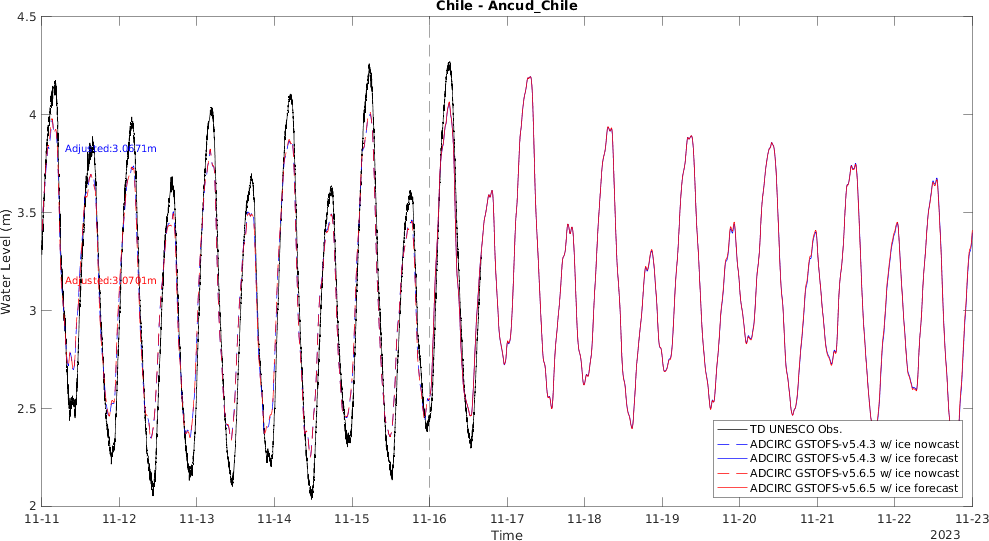 Chile - Ancud_Chile
4.5
4
3.5
3
2.5
2
Water Level (m)
Adjusted:3.0671m
Adjusted:3.0701m
TD UNESCO Obs.
ADCIRC GSTOFS-v5.4.3 w/ ice nowcast
ADCIRC GSTOFS-v5.4.3 w/ ice forecast
ADCIRC GSTOFS-v5.6.5 w/ ice nowcast
ADCIRC GSTOFS-v5.6.5 w/ ice forecast
11-11 11-12 11-13 11-14 11-15 11-16 11-17 11-18 11-19 11-20 11-21 11-22 11-23
Time
2023